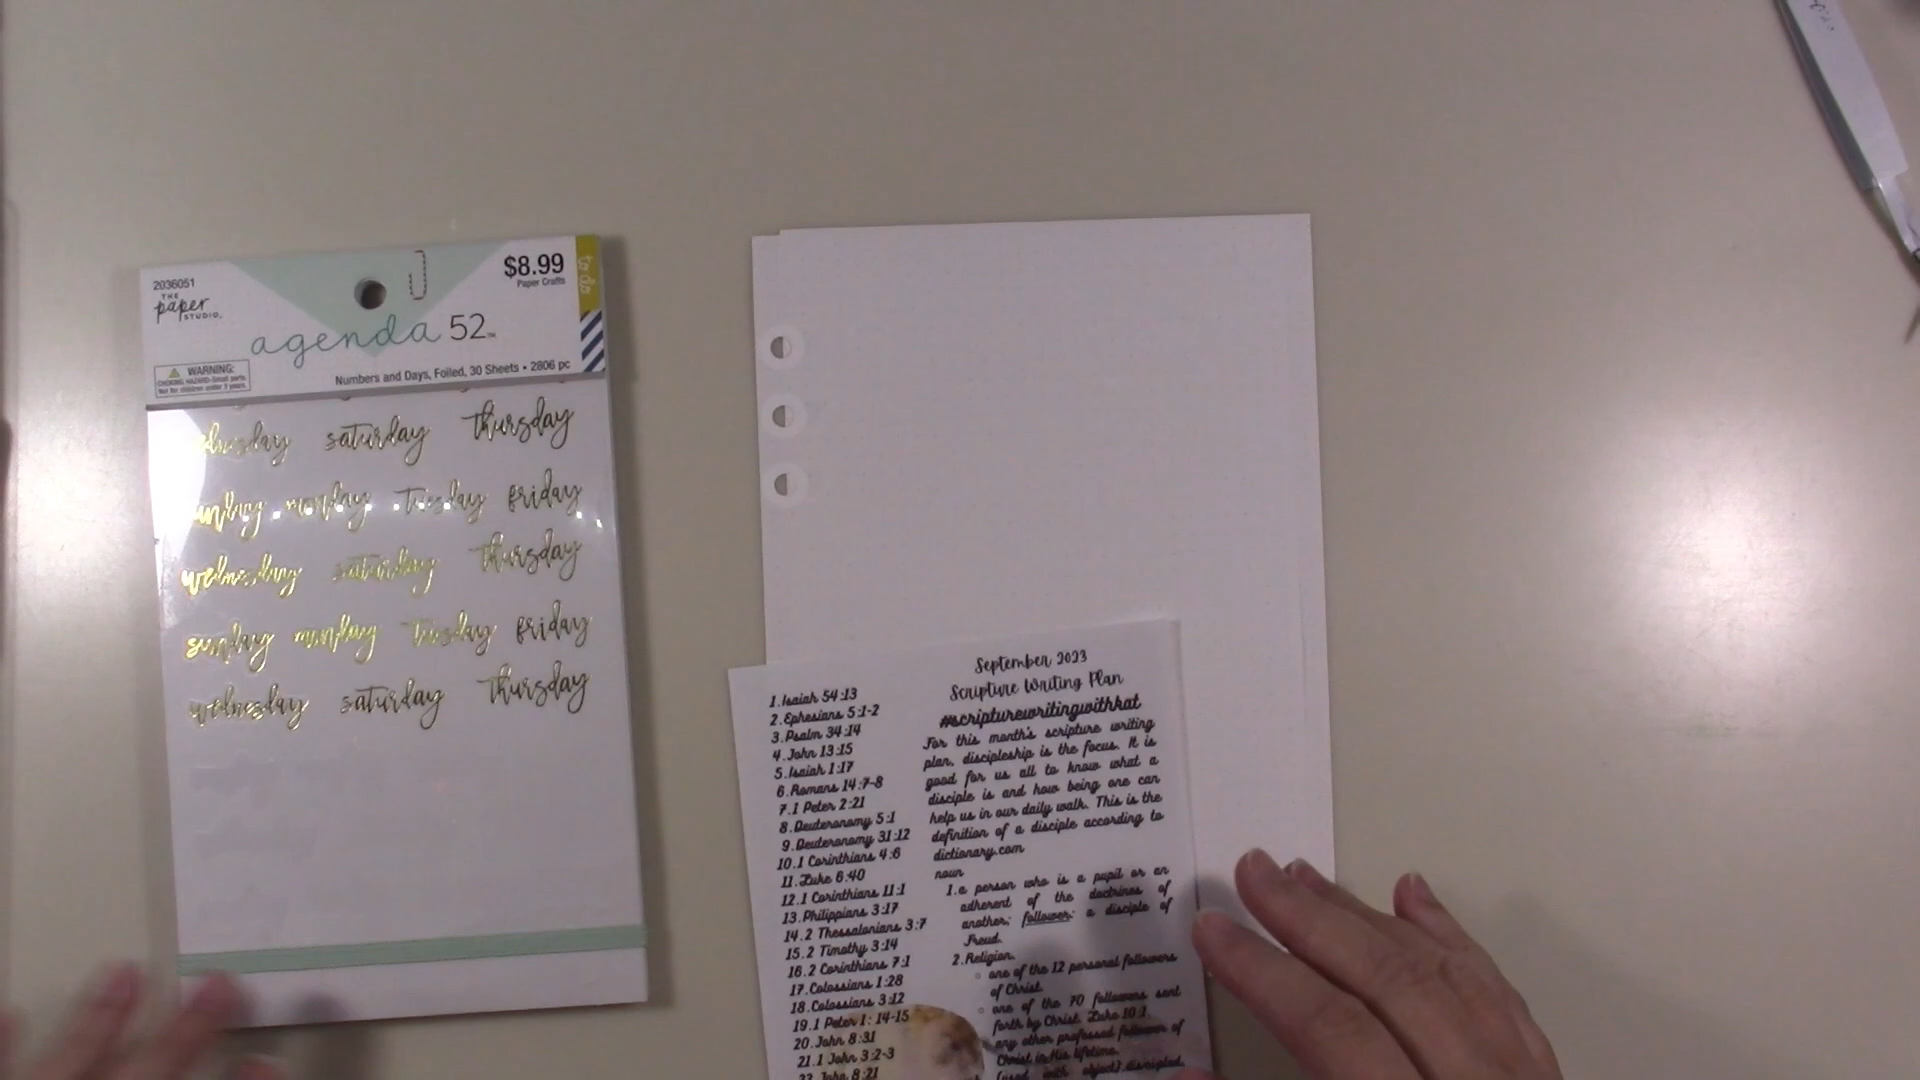 2036051
THE
paper
STUDIO.
$8.99
Paper Crafts
to do
agenda 52
WARNING:
CHOKING HAZARD-Small parts.
Not for children under 3 years.
Numbers and Days, Foiled, 30 Sheets • 2806 pc
saturday thursday
monday tuesday friday
wednesday saturday thursday
sunday monday tuesday friday
wednesday saturday thursday
September 2023
Scripture Writing Plan
#scripturewritingwithkat
1. Isaiah 54:13
2. Ephesians 5:1-2
3. Psalm 34:14
4. John 13:15
5. Isaiah 1:17
6. Romans 14:7-8
7. 1 Peter 2:21
8. Deuteronomy 5:1
9. Deuteronomy 31:12
10. 1 Corinthians 4:6
11. Luke 6:40
12. 1 Corinthians 11:1
13. Philippians 3:17
14. 2 Thessalonians 3:7
15. 2 Timothy 3:14
16. 2 Corinthians 7:1
17. Colossians 1:28
18. Colossians 3:12
19. 1 Peter 1: 14-15
20. John 8:31
21. 1 John 3:2-3
22. John 8:21
For this month's scripture writing
plan, discipleship is the focus. It is
good for us all to know what a
disciple is and how being one can
help us in our daily walk. This is the
definition of a disciple according to
dictionary.com
noun
1. a person who is a pupil or an
adherent of the doctrines of
another; follower: a disciple of
Freud.
2. Religion.
one of the 12 personal followers
of Christ.
one of the 70 followers sent
forth by Christ. Luke 10:1.
any other professed follower of
Christ in His lifetime.
(used with object), discipled,